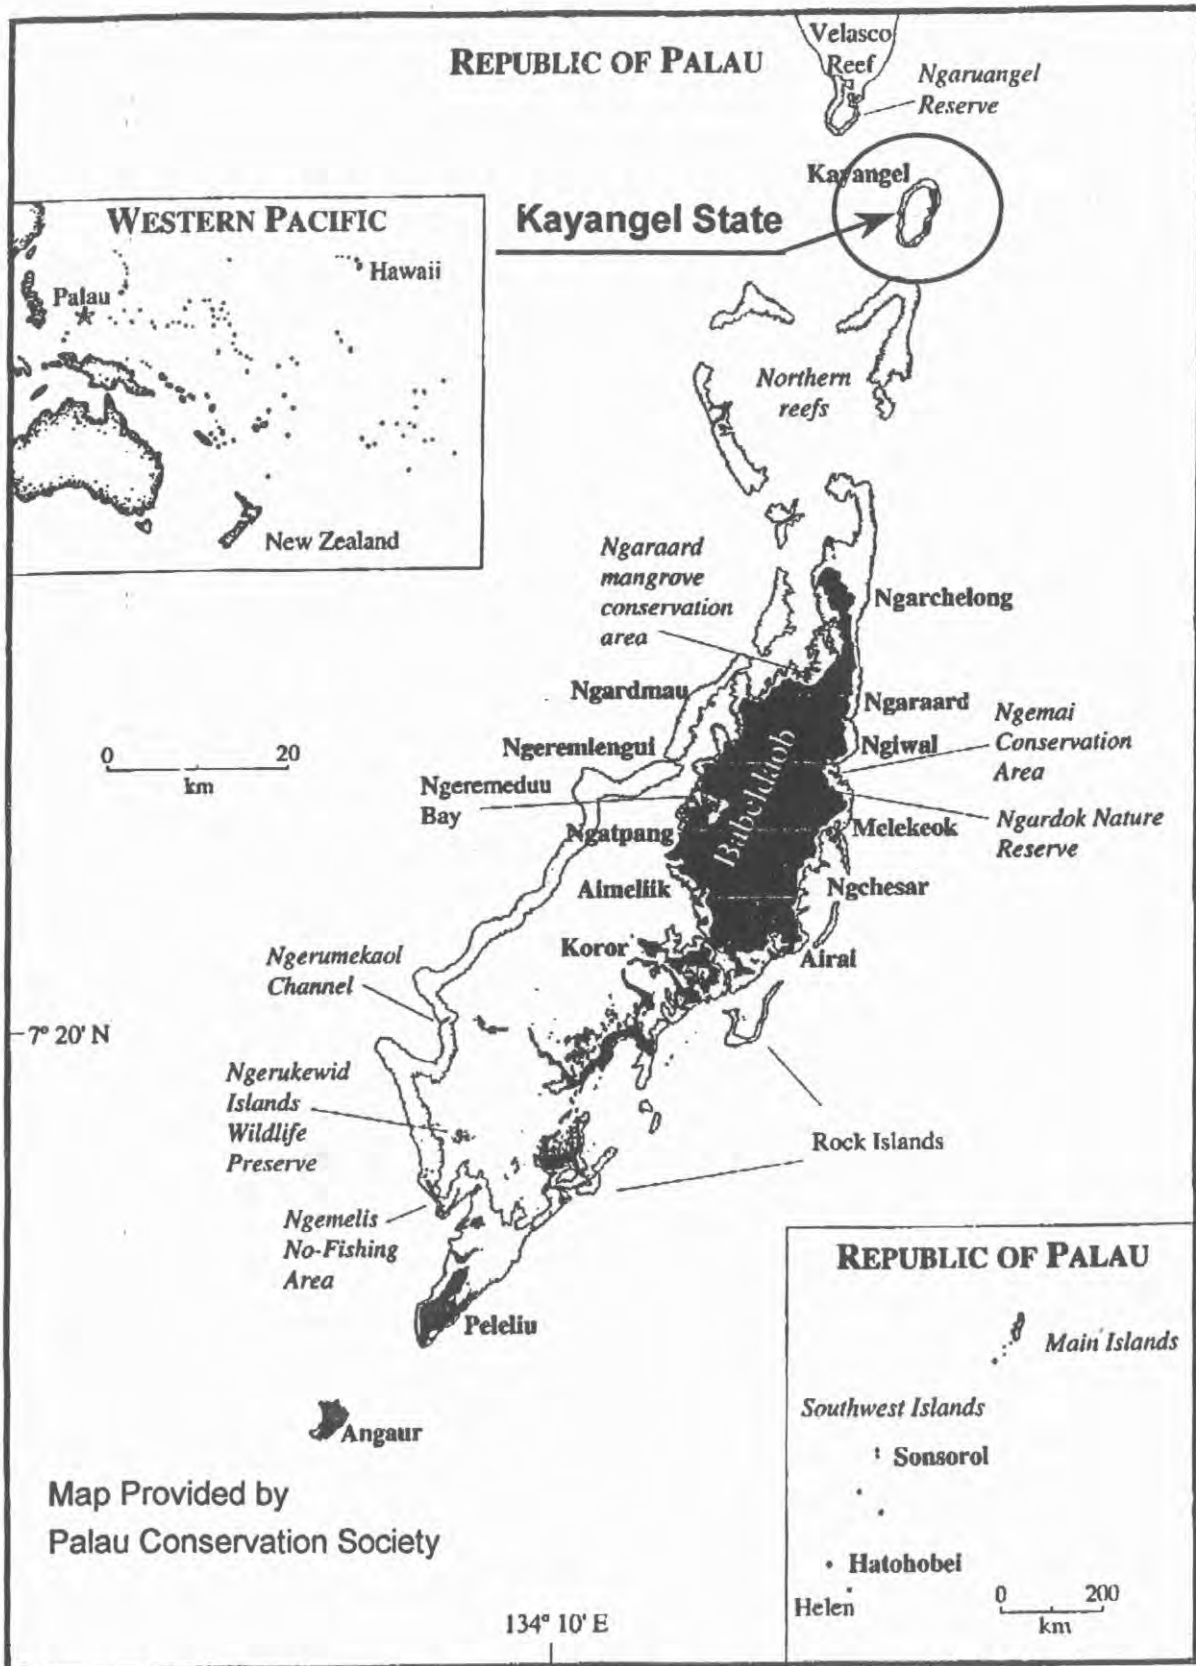 REPUBLIC OF PALAU
Velasco
Reef
Ngaruangel
Reserve
Kayangel
Kayangel State
WESTERN PACIFIC
Hawaii
Palau
New Zealand
Northern
reefs
Ngaraard
mangrove
conservation
area
Ngarchelong
Ngardmau
Ngaraard
Ngemai
Conservation
Area
Ngeremlengui
Ngiwal
0 20
km
Ngeremeduu
Bay
Babeldaob
Ngatpang
Melekeok
Ngardok Nature
Reserve
Aimeliik
Ngchesar
Koror
Airai
Ngerumekaol
Channel
7° 20' N
Ngerukewid
Islands
Wildlife
Preserve
Rock Islands
Ngemelis
No-Fishing
Area
Peleliu
Angaur
REPUBLIC OF PALAU
Main Islands
Southwest Islands
Sonsorol
Hatohobei
Helen
0 200
km
Map Provided by
Palau Conservation Society
134° 10' E